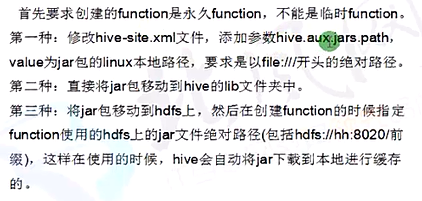 首先要求创建的function是永久function，不能是临时function。
第一种：修改hive-site.xml文件，添加参数hive.aux.jars.path，
value为jar包的linux本地路径，要求是以file:///开头的绝对路径。
第二种：直接将jar包移动到hive的lib文件夹中。
第三种：将jar包移动到hdfs上，然后在创建function的时候指定
function使用的hdfs上的jar文件绝对路径(包括hdfs://hh:8020/前
缀)，这样在使用的时候，hive会自动将jar下载到本地进行缓存
的。